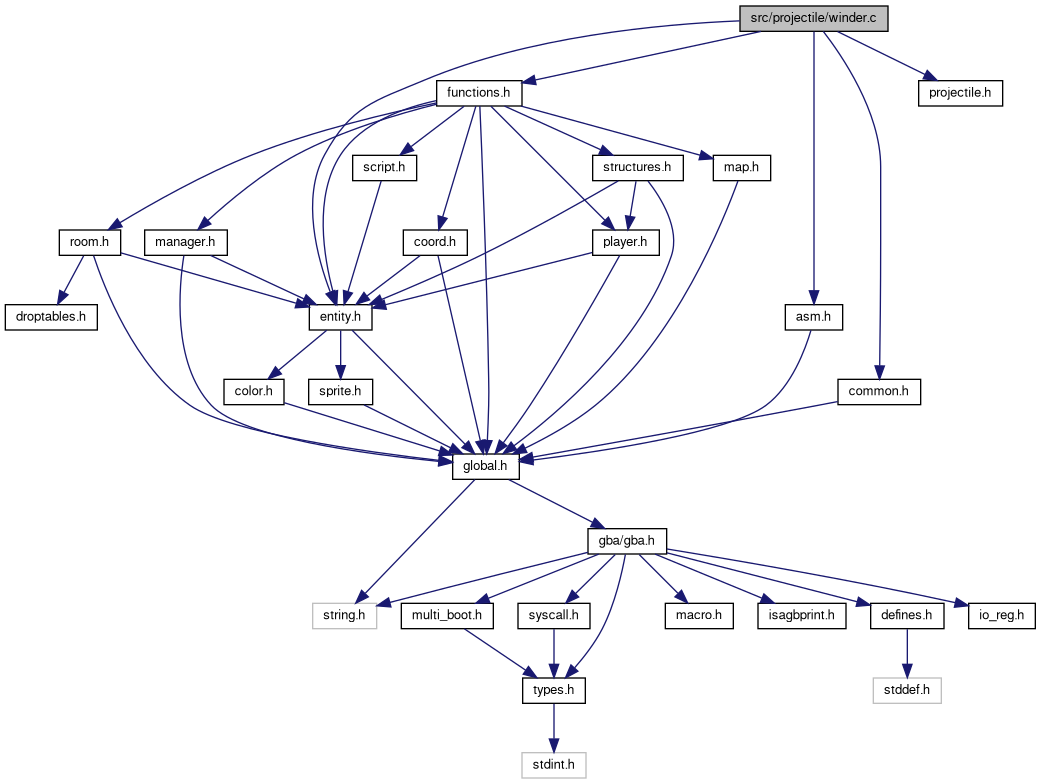 src/projectile/winder.c
functions.h
projectile.h
script.h
structures.h
map.h
room.h
manager.h
coord.h
player.h
droptables.h
entity.h
asm.h
color.h
sprite.h
common.h
global.h
gba/gba.h
string.h
multi_boot.h
syscall.h
macro.h
isagbprint.h
defines.h
io_reg.h
types.h
stddef.h
stdint.h